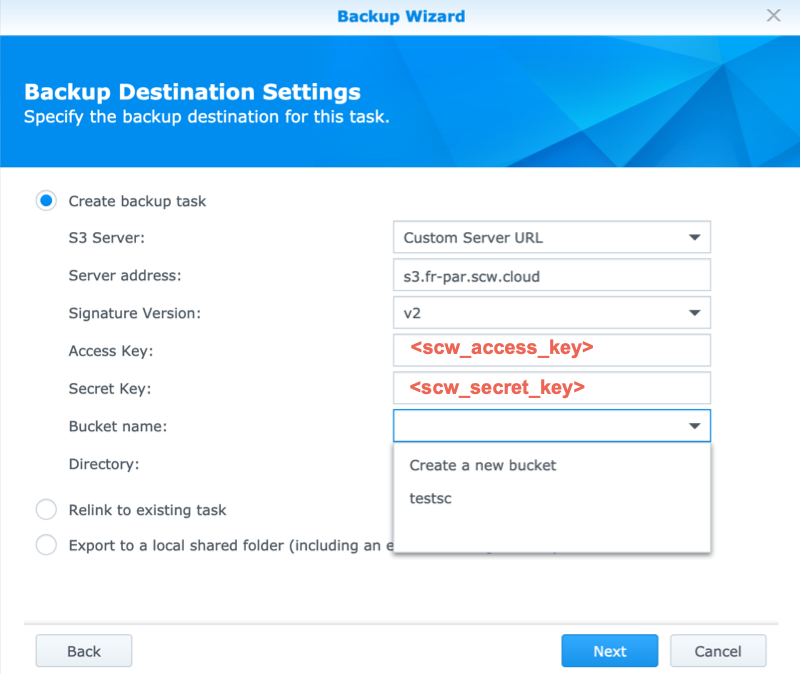 Backup Wizard
Backup Destination Settings
Specify the backup destination for this task.
Create backup task
S3 Server: Custom Server URL
Server address: s3.fr-par.scw.cloud
Signature Version: v2
Access Key: <scw_access_key>
Secret Key: <scw_secret_key>
Bucket name:
Create a new bucket
Directory:
testsc
Relink to existing task
Export to a local shared folder (including an
Back Next Cancel